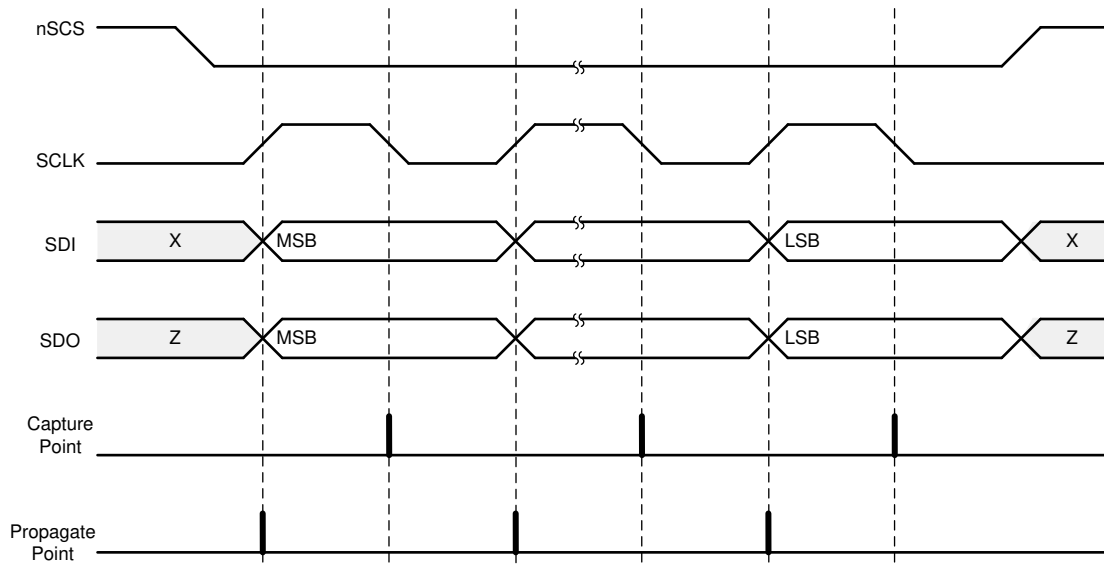 nSCS
SCLK
SDI
X
MSB
LSB
X
SDO
Z
MSB
LSB
Z
Capture
Point
Propagate
Point